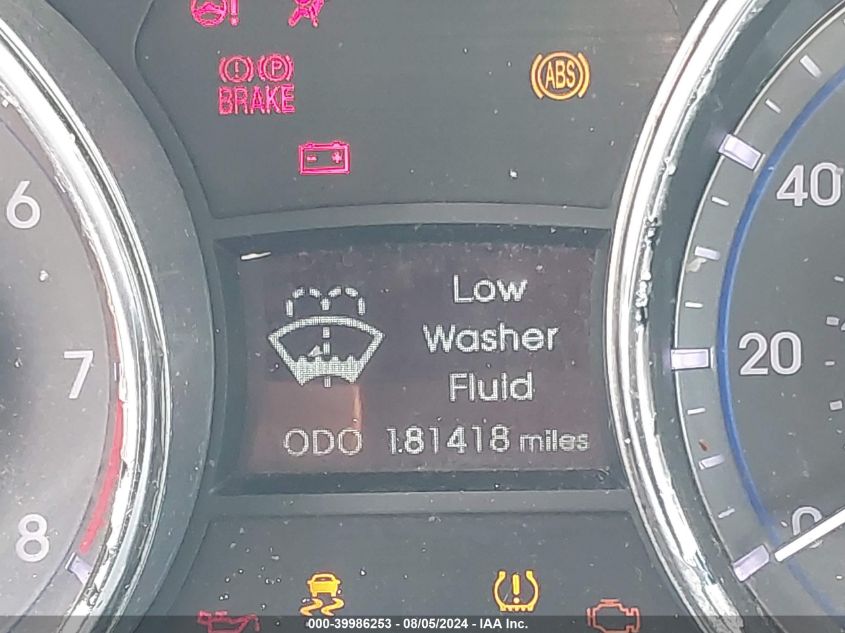 BRAKE
ABS
6
7
8
Low
Washer
Fluid
ODO 181418 miles
40
20
0
000-39986253 - 08/05/2024 - IAA Inc.